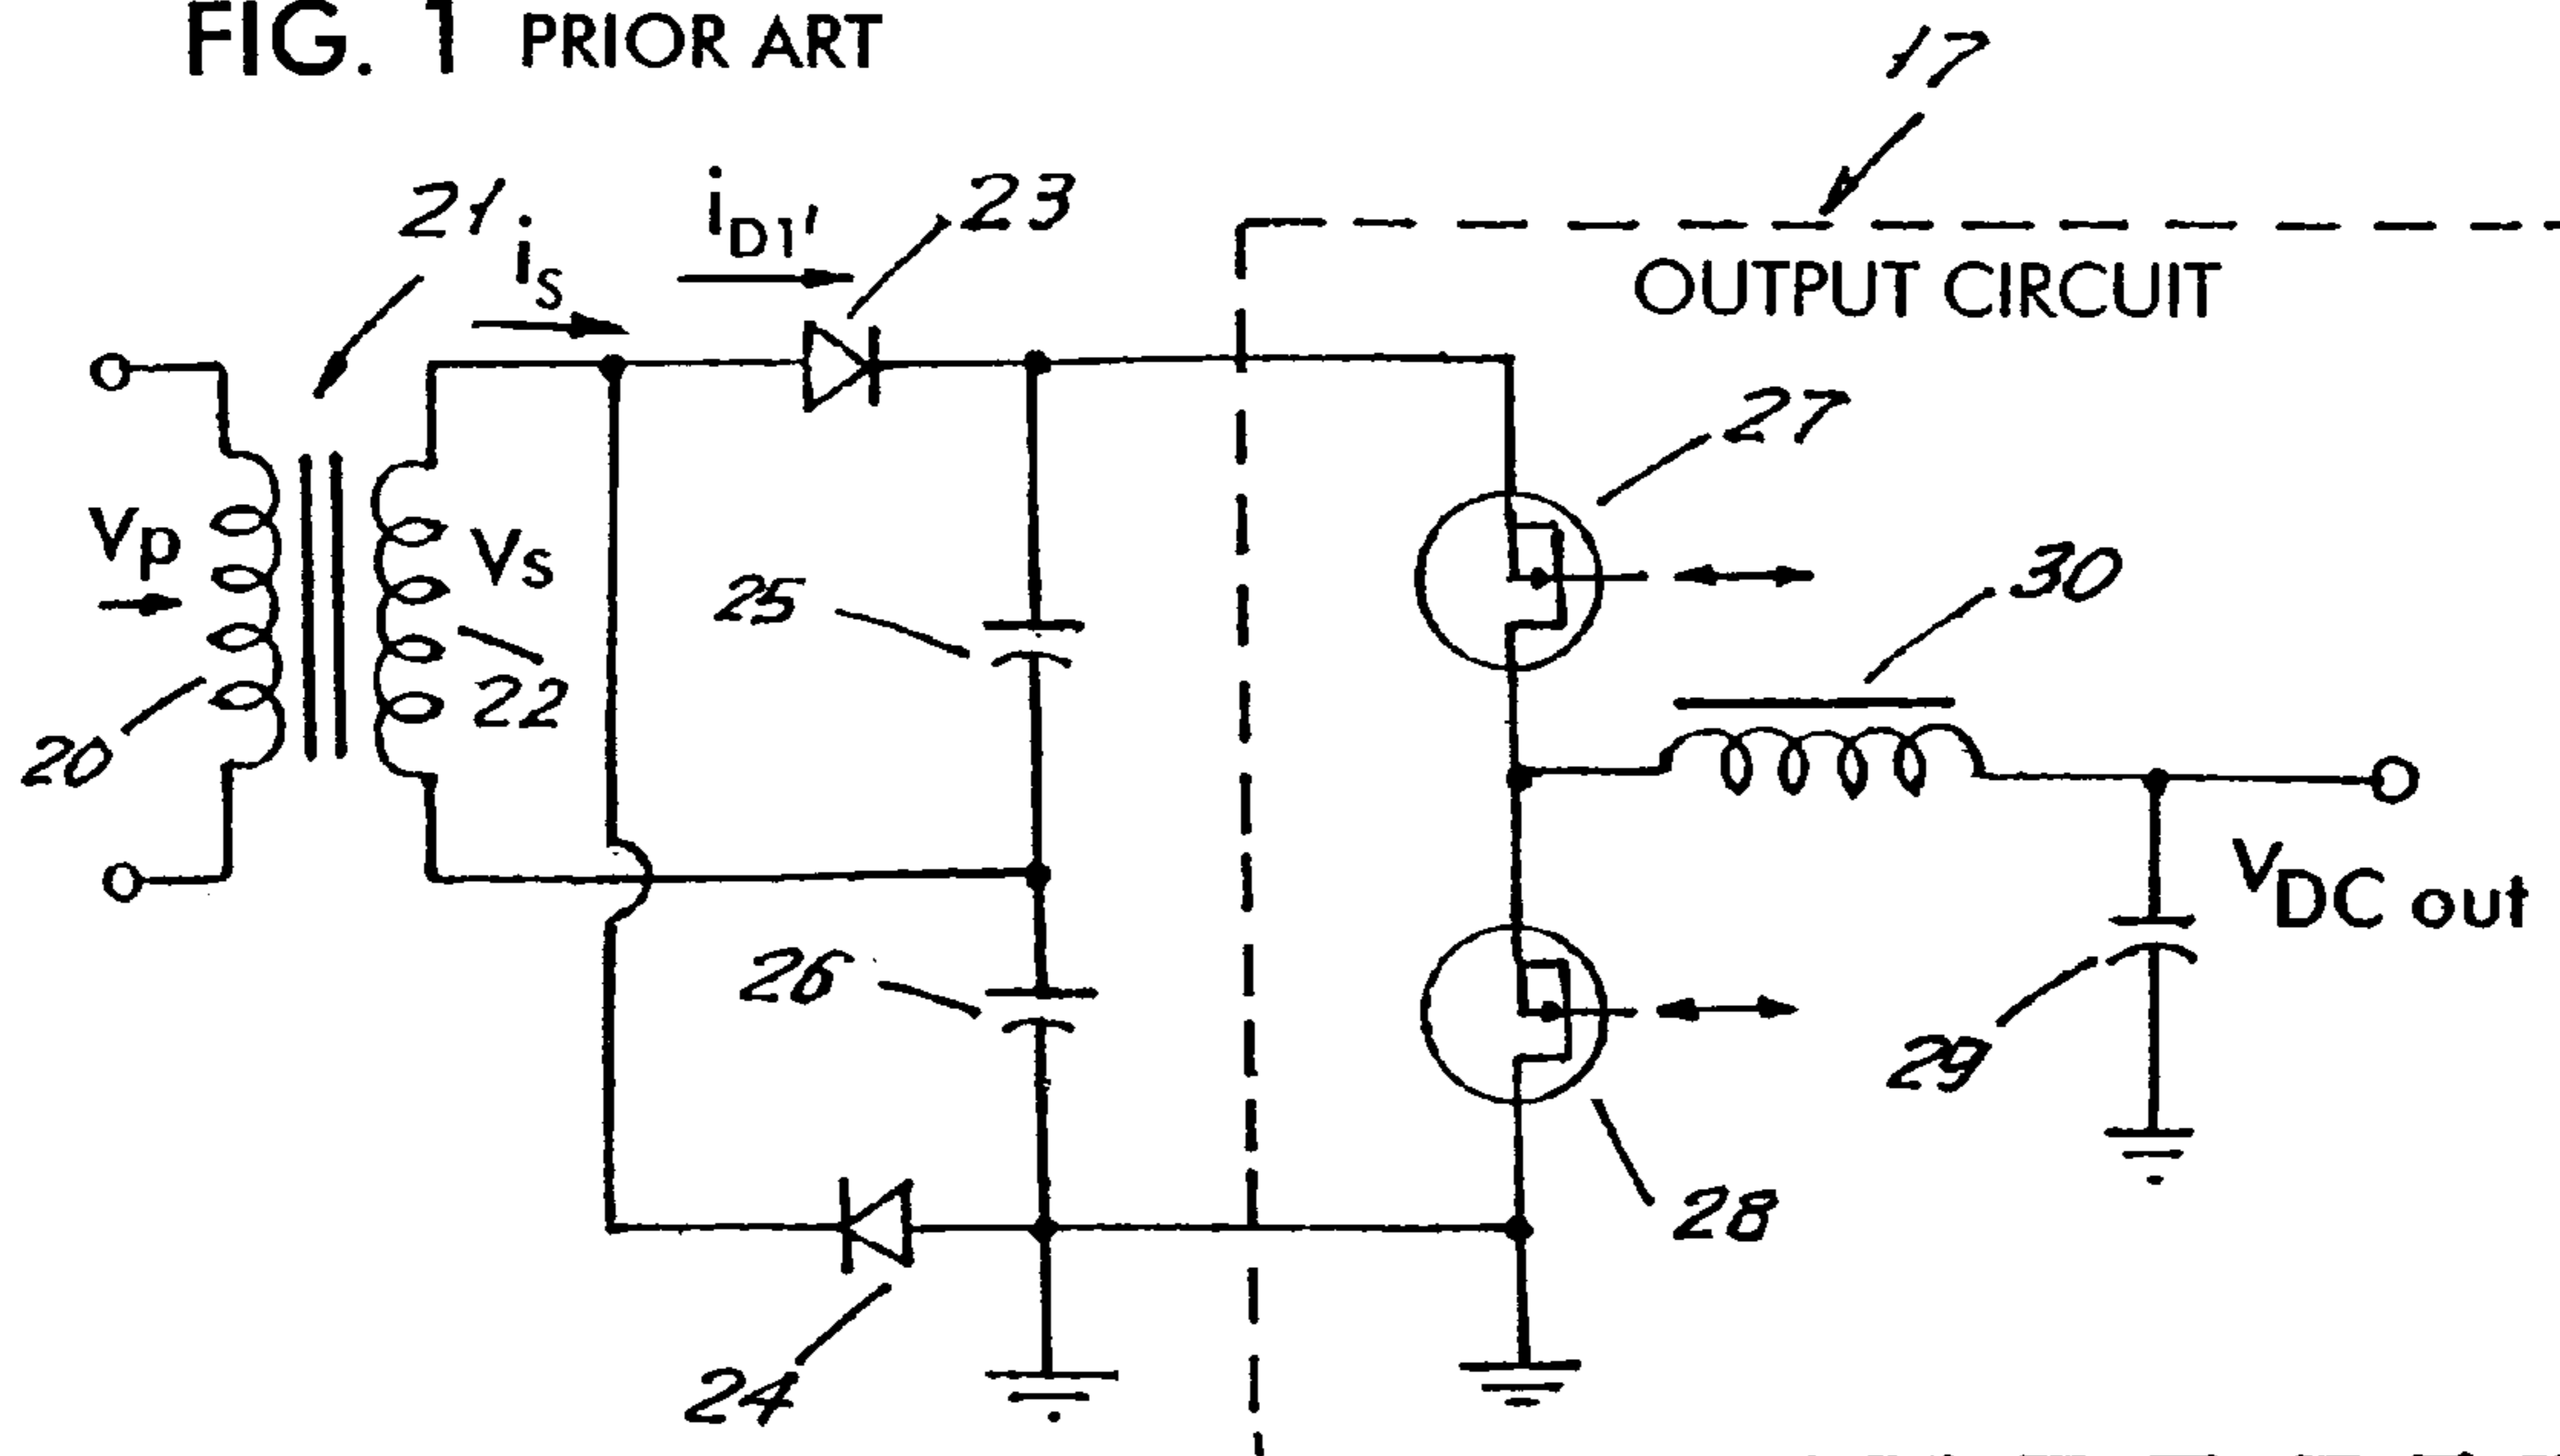 FIG. 1 PRIOR ART
17
21
is
iD1'
23
OUTPUT CIRCUIT
27
Vp
Vs
25
30
22
20
VDC out
26
29
28
24